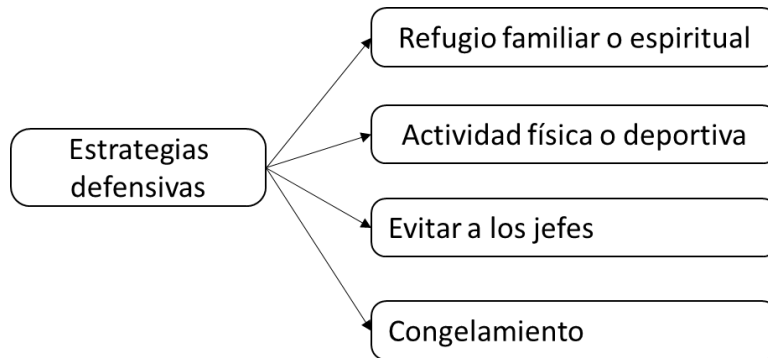 Refugio familiar o espiritual
Actividad física o deportiva
Estrategias
defensivas
Evitar a los jefes
Congelamiento